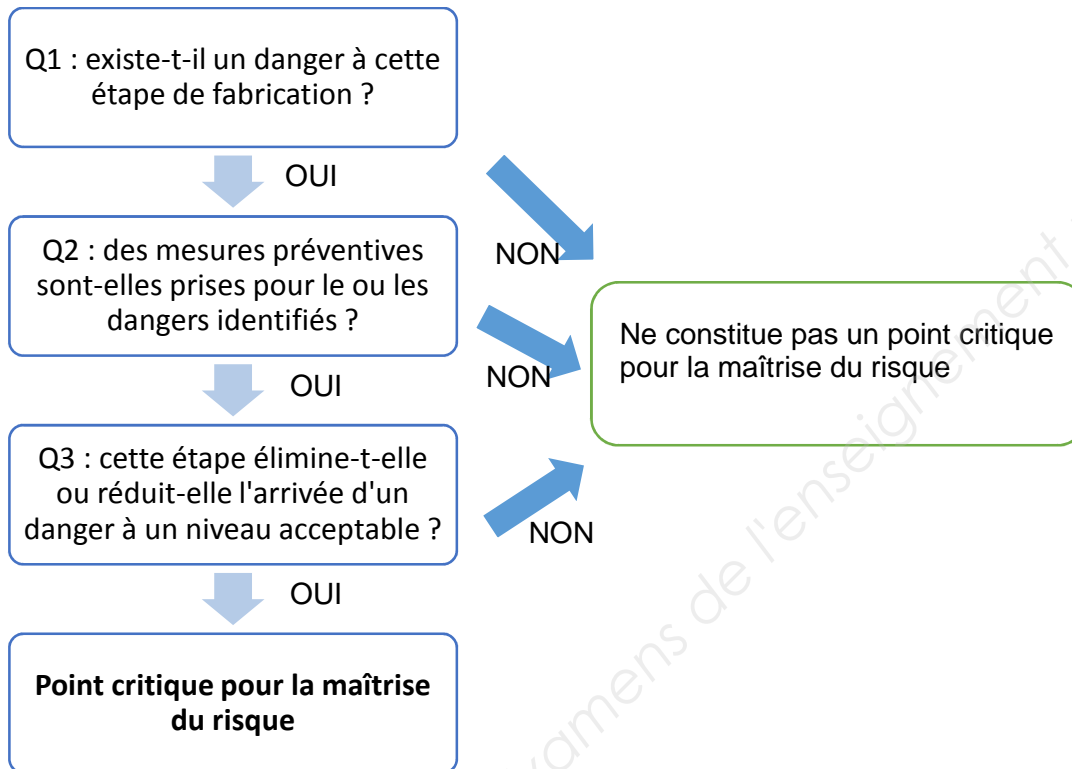 Q1 : existe-t-il un danger à cette
étape de fabrication ?
OUI
NON
Q2 : des mesures préventives
sont-elles prises pour le ou les
dangers identifiés ?
OUI
NON
Ne constitue pas un point critique
pour la maîtrise du risque
Q3 : cette étape élimine-t-elle
ou réduit-elle l'arrivée d'un
danger à un niveau acceptable ?
OUI
NON
Point critique pour la maîtrise
du risque
amens de l'enseignement